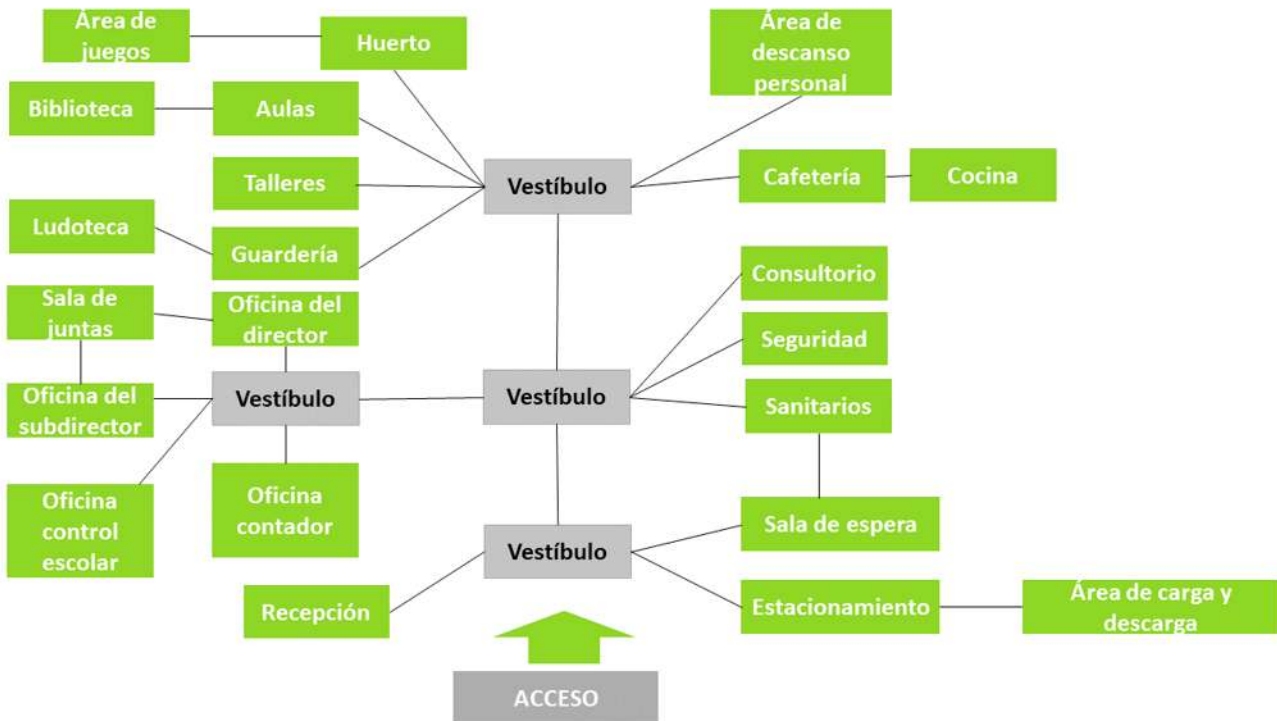 Área de
juegos
Huerto
Área de
descanso
personal
Biblioteca
Aulas
Talleres
Vestíbulo
Cafetería
Cocina
Ludoteca
Guardería
Consultorio
Sala de
juntas
Oficina del
director
Seguridad
Oficina del
subdirector
Vestíbulo
Vestíbulo
Sanitarios
Oficina
control
escolar
Oficina
contador
Vestíbulo
Sala de espera
Recepción
Estacionamiento
Área de carga y
descarga
ACCESO